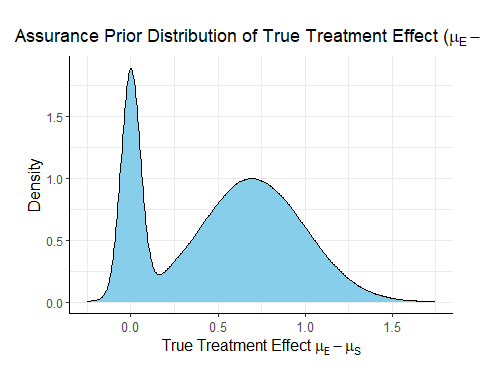 Assurance Prior Distribution of True Treatment Effect (μE −
1.5
1.0
0.5
0.0
Density
0.0 0.5 1.0 1.5
True Treatment Effect μE − μS